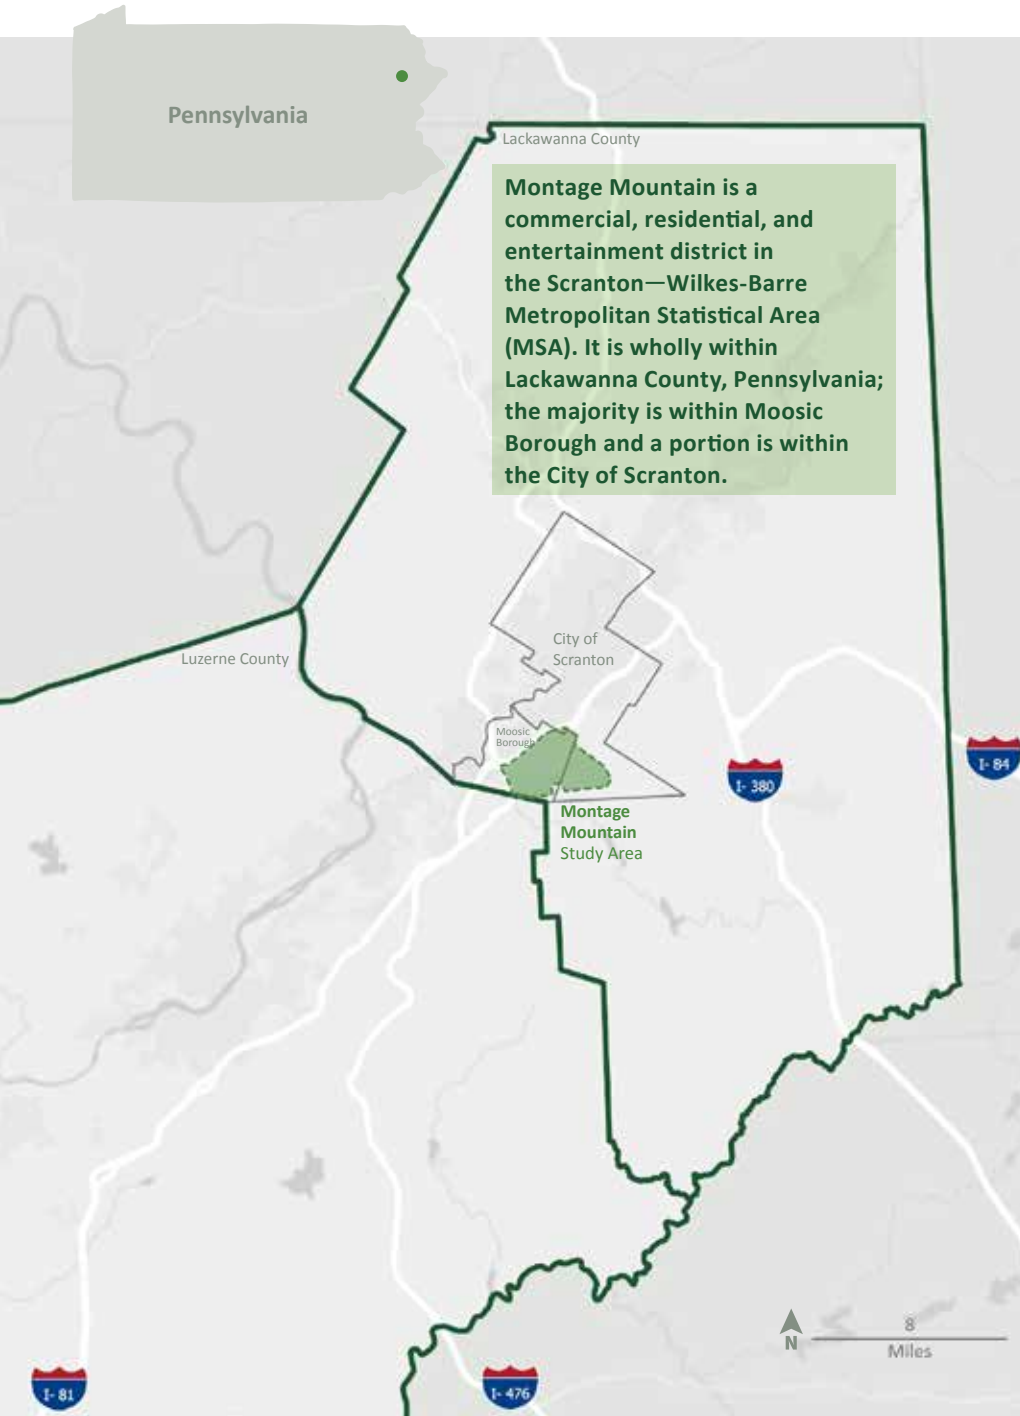 Pennsylvania
Lackawanna County
Montage Mountain is a
commercial, residential, and
entertainment district in
the Scranton—Wilkes-Barre
Metropolitan Statistical Area
(MSA). It is wholly within
Lackawanna County, Pennsylvania;
the majority is within Moosic
Borough and a portion is within
the City of Scranton.
City of
Scranton
Luzerne County
Moosic
Borough
I- 84
I- 380
Montage
Mountain
Study Area
8
N
Miles
I- 81
I- 476